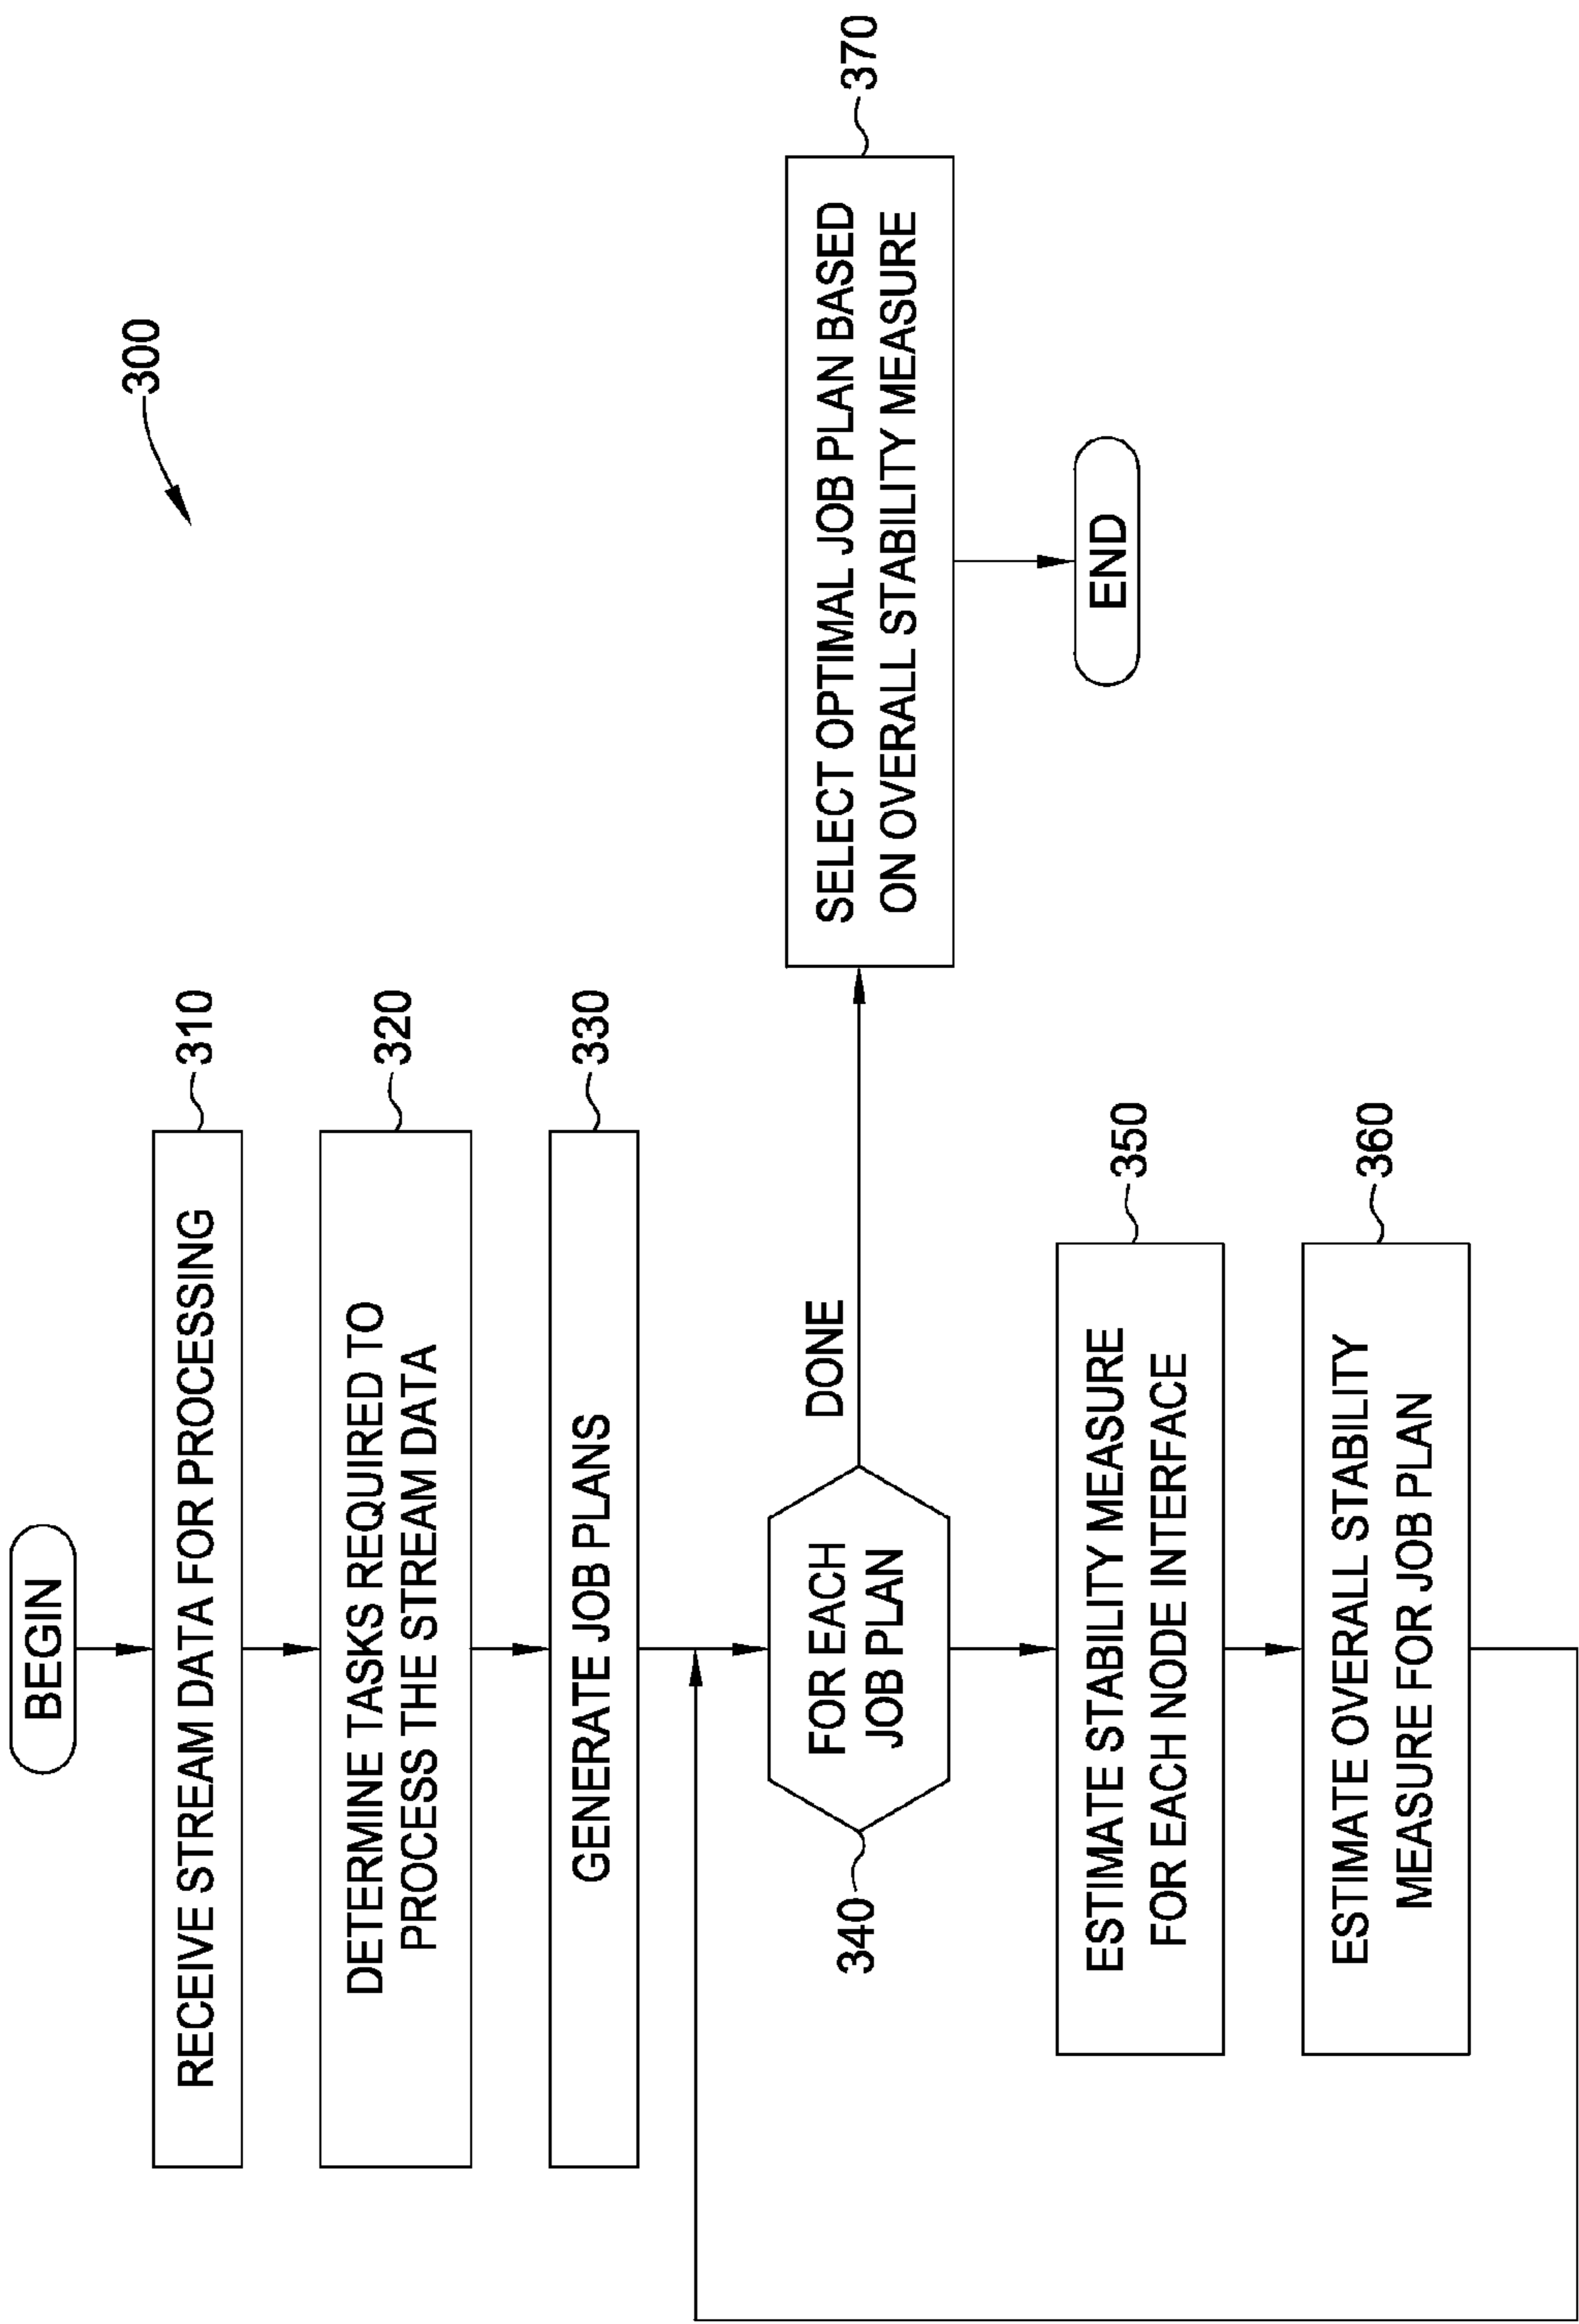 300
BEGIN
RECEIVE STREAM DATA FOR PROCESSING
310
DETERMINE TASKS REQUIRED TO
PROCESS THE STREAM DATA
320
GENERATE JOB PLANS
330
FOR EACH
JOB PLAN
340
DONE
SELECT OPTIMAL JOB PLAN BASED
ON OVERALL STABILITY MEASURE
370
END
ESTIMATE STABILITY MEASURE
FOR EACH NODE INTERFACE
350
ESTIMATE OVERALL STABILITY
MEASURE FOR JOB PLAN
360